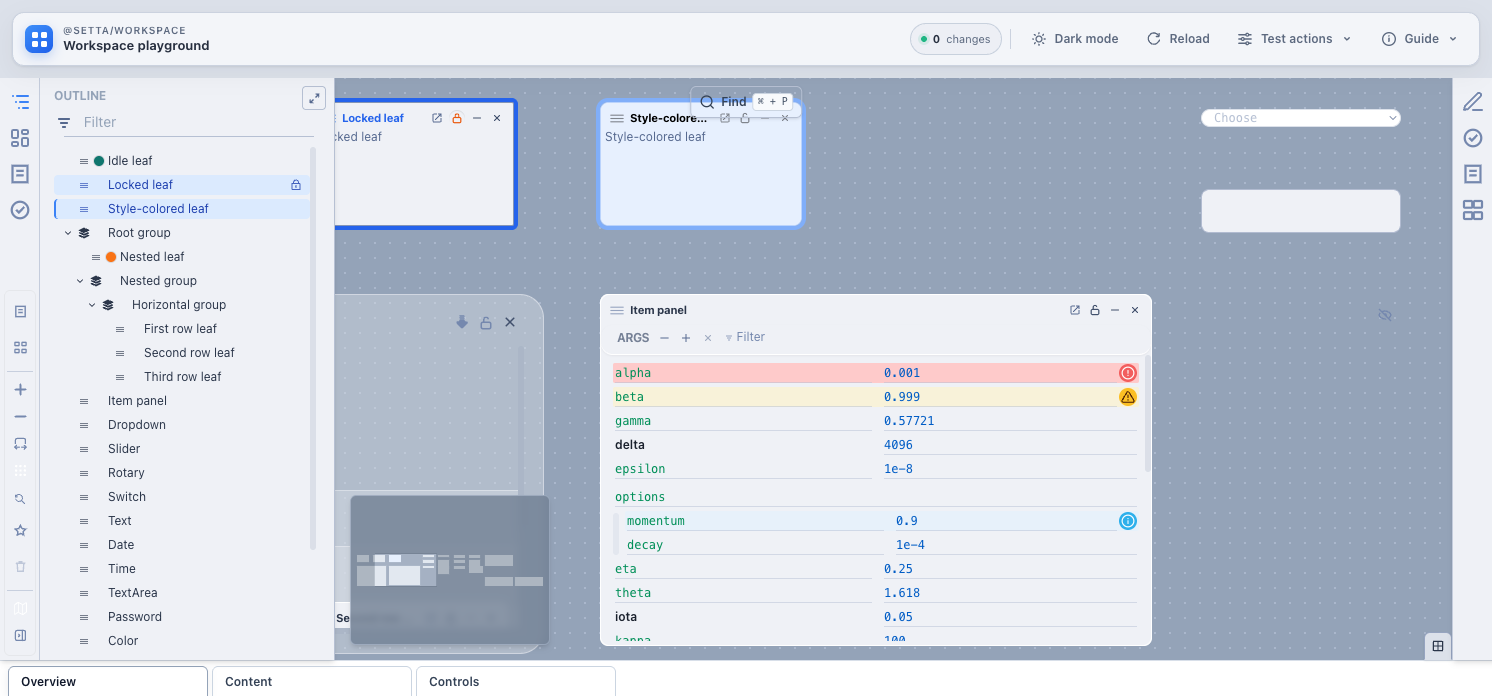 @SETTA/WORKSPACE
Workspace playground
0 changes
Dark mode
Reload
Test actions
Guide
OUTLINE
Filter
Idle leaf
Locked leaf
Style-colored leaf
Root group
Nested leaf
Nested group
Horizontal group
First row leaf
Second row leaf
Third row leaf
Item panel
Dropdown
Slider
Rotary
Switch
Text
Date
Time
TextArea
Password
Color
Locked leaf
cked leaf
Find ⌘ + P
Style-colore...
Style-colored leaf
Choose
Item panel
ARGS
Filter
alpha 0.001
beta 0.999
gamma 0.57721
delta 4096
epsilon 1e-8
options
momentum 0.9
decay 1e-4
eta 0.25
theta 1.618
iota 0.05
kappa 100
Se
Overview
Content
Controls